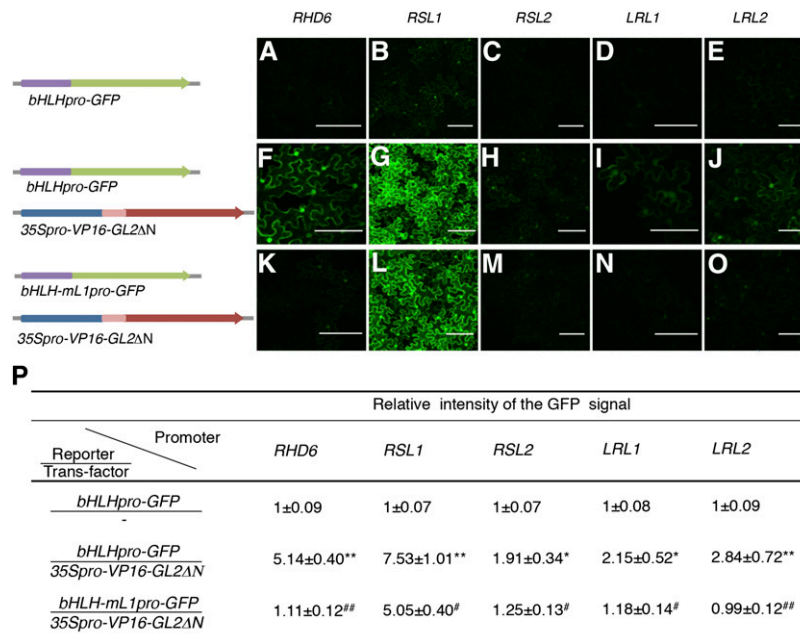 RHD6 RSL1 RSL2 LRL1 LRL2
A B C D E
bHLHpro-GFP
F G H I J
bHLHpro-GFP
35Spro-VP16-GL2ΔN
K L M N O
bHLH-mL1pro-GFP
35Spro-VP16-GL2ΔN
P
Relative intensity of the GFP signal
Promoter
Reporter
Trans-factor
RHD6 RSL1 RSL2 LRL1 LRL2
bHLHpro-GFP
-
1±0.09 1±0.07 1±0.07 1±0.08 1±0.09
bHLHpro-GFP
35Spro-VP16-GL2ΔN
5.14±0.40** 7.53±1.01** 1.91±0.34* 2.15±0.52* 2.84±0.72**
bHLH-mL1pro-GFP
35Spro-VP16-GL2ΔN
1.11±0.12## 5.05±0.40# 1.25±0.13# 1.18±0.14# 0.99±0.12##